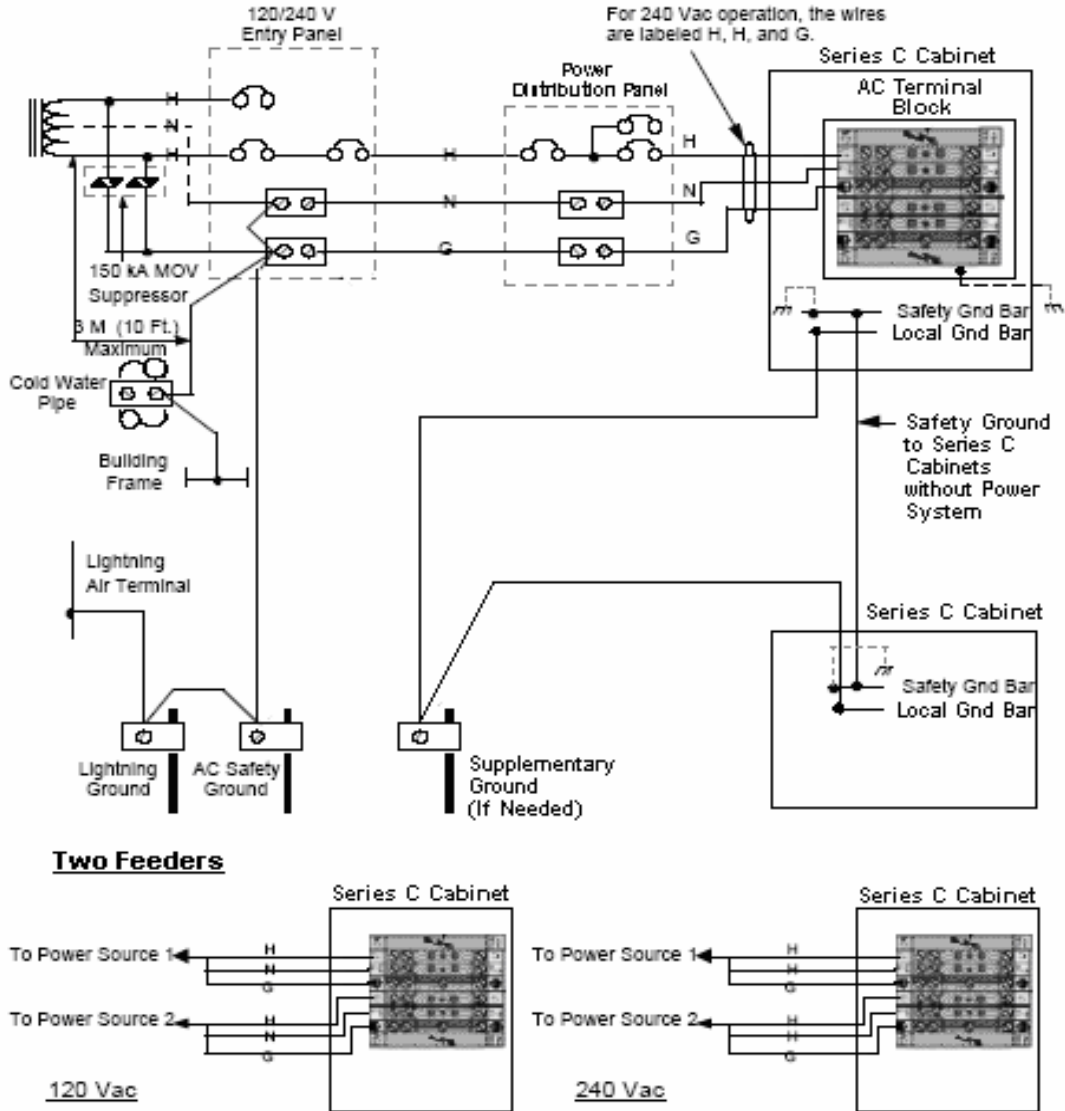 120/240 V
Entry Panel
For 240 Vac operation, the wires
are labeled H, H, and G.
Series C Cabinet
Power
Distribution Panel
AC Terminal
Block
H
N
H
H
H
N
N
G
G
150 kA MOV
Suppressor
3 M (10 Ft.)
Maximum
Cold Water
Pipe
Building
Frame
Safety Gnd Bar
Local Gnd Bar
Safety Ground
to Series C
Cabinets
without Power
System
Lightning
Air Terminal
Series C Cabinet
Safety Gnd Bar
Local Gnd Bar
Lightning
Ground
AC Safety
Ground
Supplementary
Ground
(If Needed)
Two Feeders
Series C Cabinet
To Power Source 1
H
N
G
To Power Source 2
H
N
G
120 Vac
Series C Cabinet
To Power Source 1
H
H
G
To Power Source 2
H
H
G
240 Vac